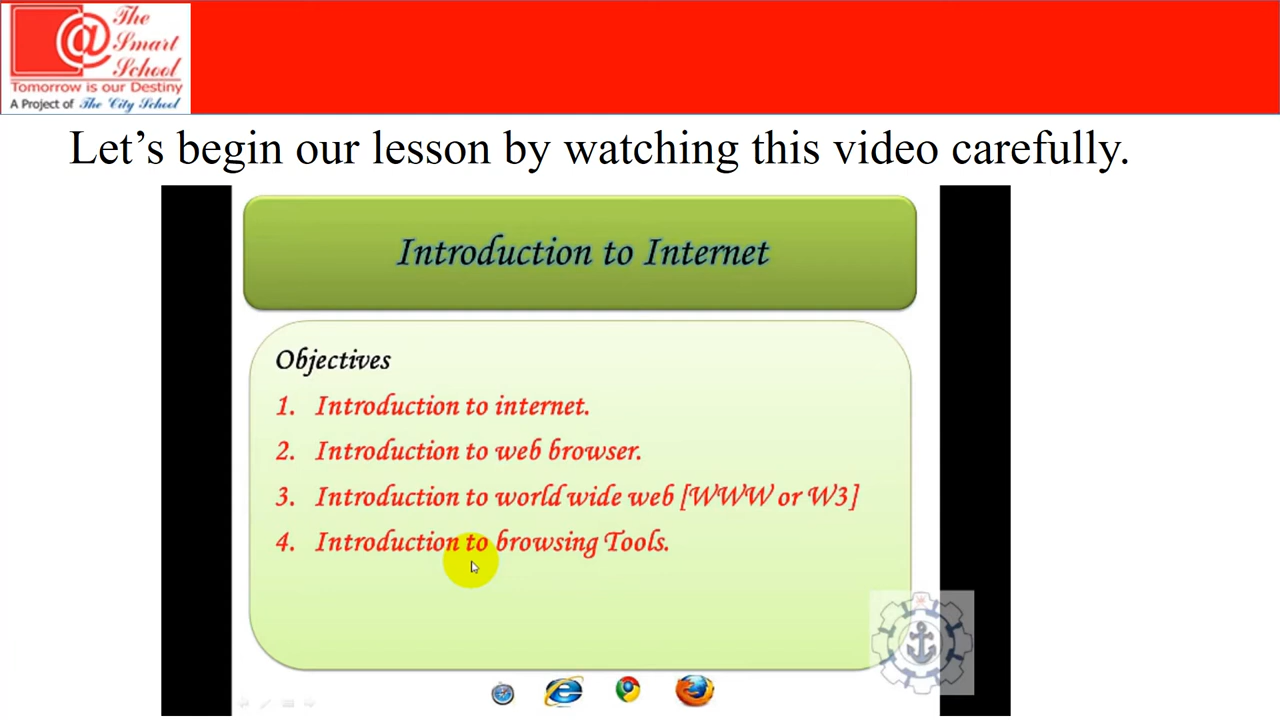 The
Smart
School
Tomorrow is our Destiny
A Project of The City School
Let's begin our lesson by watching this video carefully.
Introduction to Internet
Objectives
1. Introduction to internet.
2. Introduction to web browser.
3. Introduction to world wide web [WWW or W3]
4. Introduction to browsing Tools.